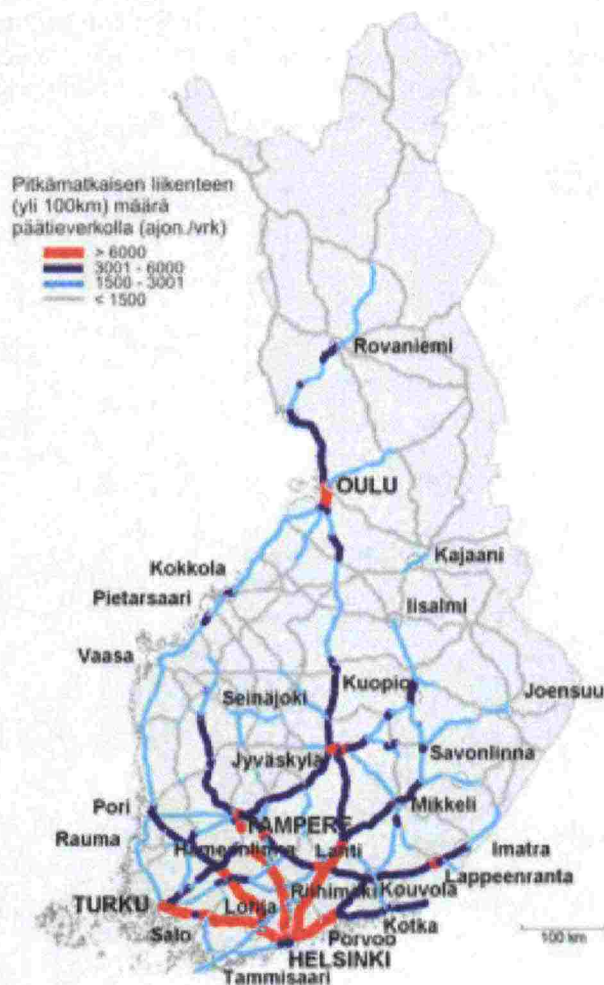 Pitkämatkaisen liikenteen
(yli 100km) määrä
päätieverkolla (ajon./vrk)
> 6000
3001 - 6000
1500 - 3001
< 1500
Rovaniemi
OULU
Kajaani
Kokkola
Iisalmi
Pietarsaari
Vaasa
Kuopio
Seinäjoki
Joensuu
Jyväskylä
Savonlinna
Pori
Mikkeli
TAMPERE
Rauma
Hämeenlinna
Lahti
Imatra
Lappeenranta
Riihimäki
Kouvola
TURKU
Lohja
Kotka
Salo
Porvoo
HELSINKI
Tammisaari
100 km